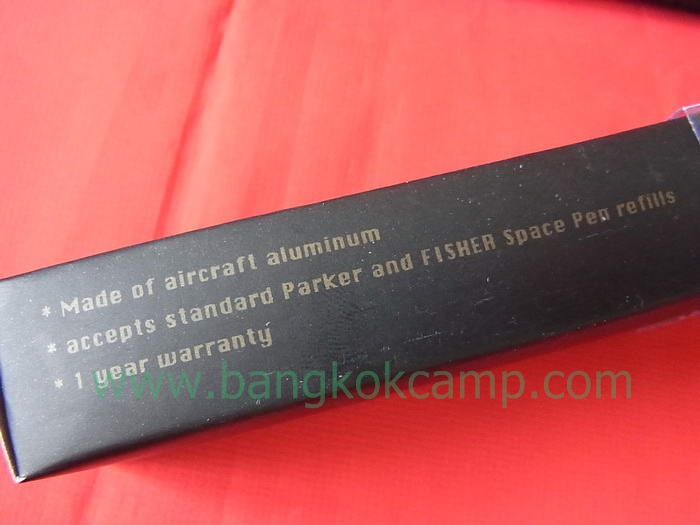 * Made of aircraft aluminum
* accepts standard Parker and FISHER Space Pen refills
* 1 year warranty
www.bangkokcamp.com